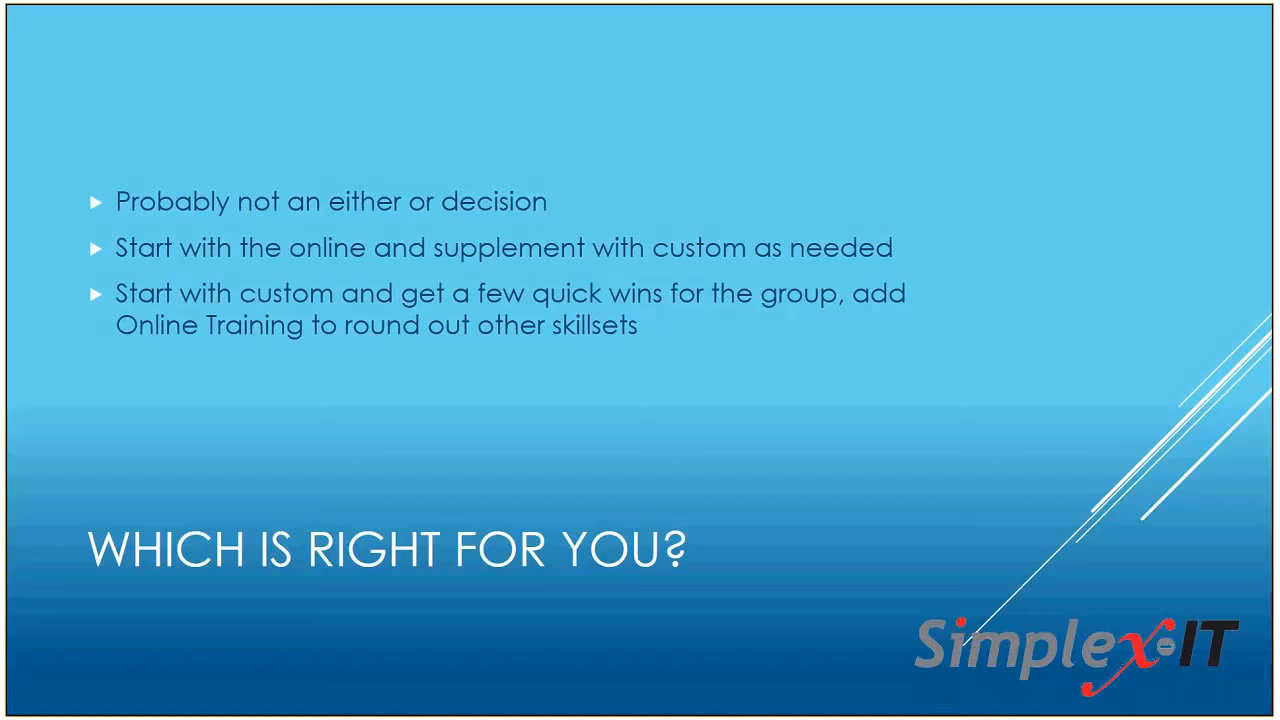 Probably not an either or decision
Start with the online and supplement with custom as needed
Start with custom and get a few quick wins for the group, add
Online Training to round out other skillsets
WHICH IS RIGHT FOR YOU?
Simplex-IT